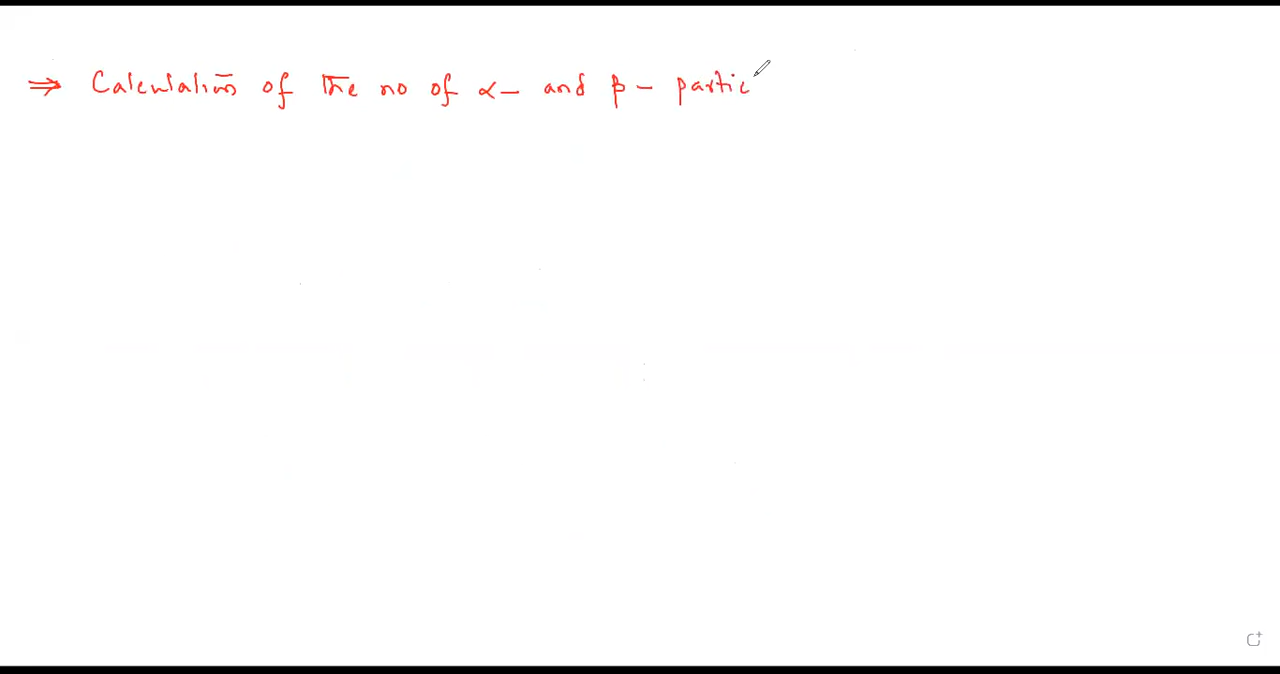 ⇒ Calculation of the no of α- and β- partic